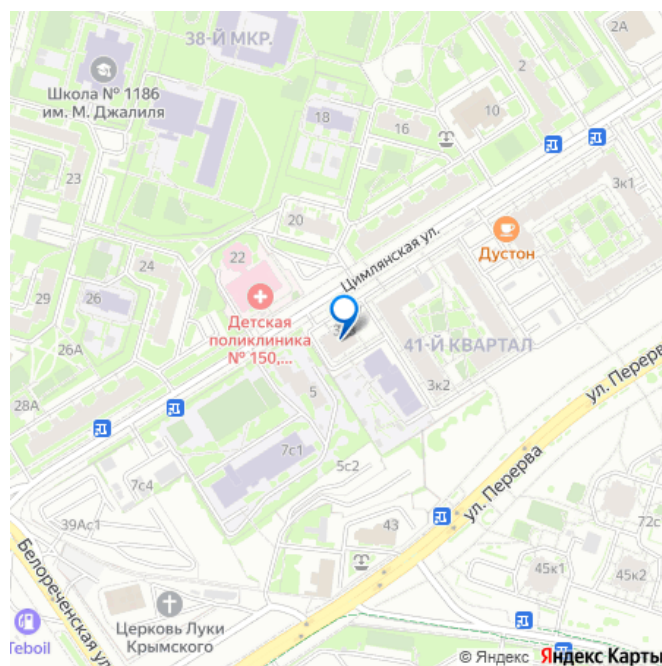 38-Й МКР.
2А
2
Школа № 1186
им. М. Джалиля
10
18
16
23
3к1
20
Цимлянская ул.
Дустон
22
24
29
26
Детская
поликлиника
№ 150,...
3
41-Й КВАРТАЛ
26А
3к2
ул. Перерва
5
28А
7с1
5с2
7с4
ул. Перерва
39Ас1
43
72с
Белореченская ул
45к1
45к2
Церковь Луки
Крымского
Teboil
© Яндекс Яндекс Карты